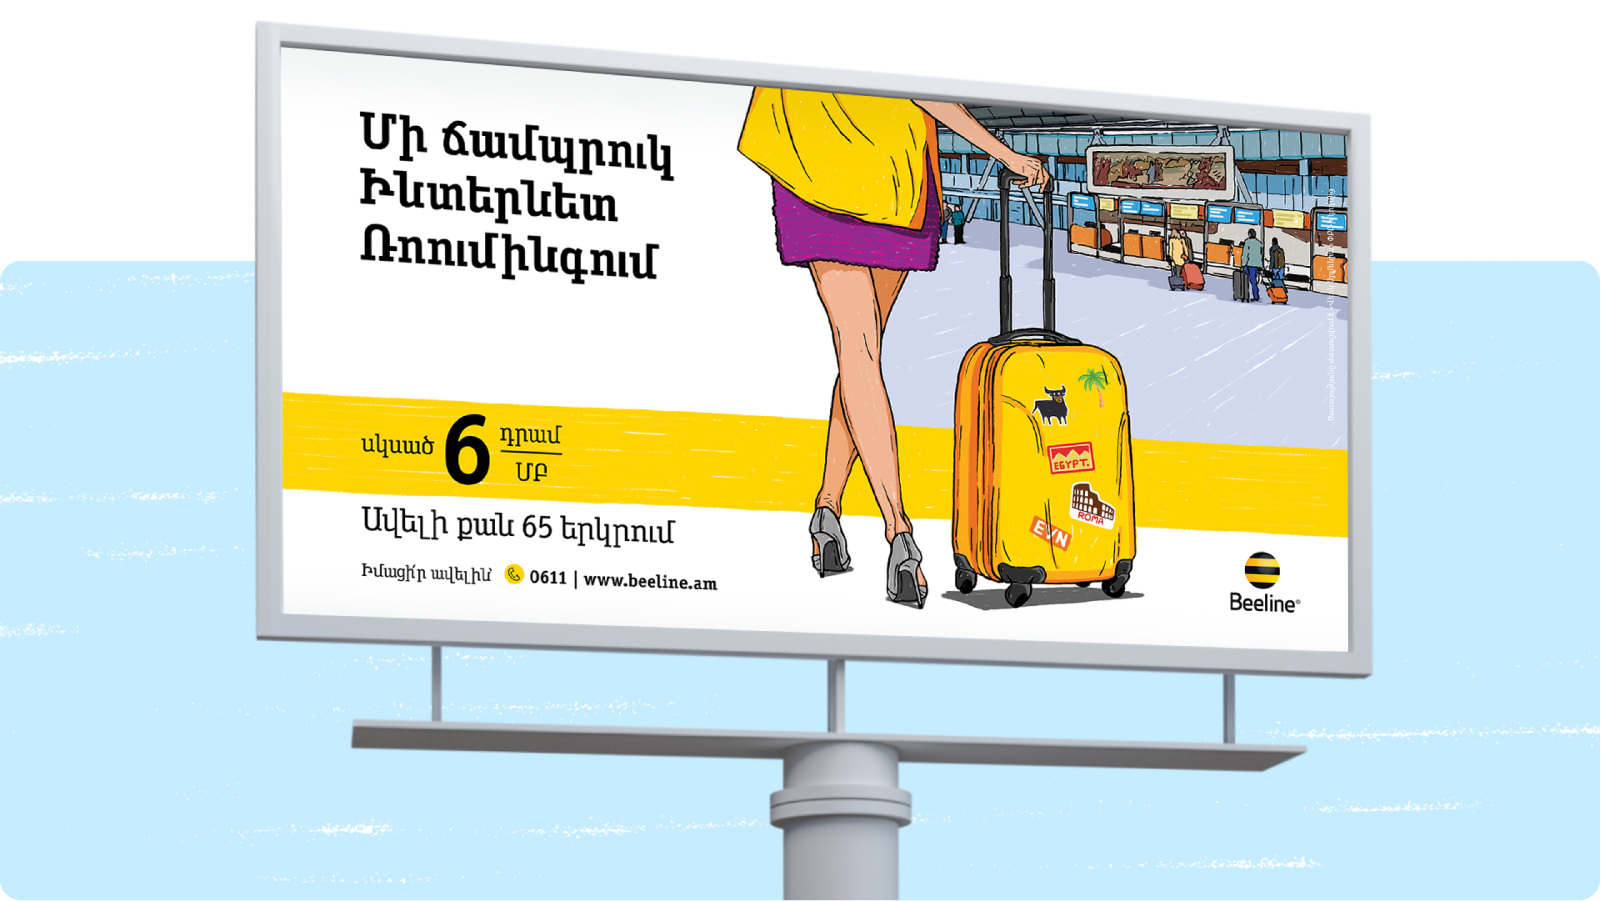 Մի ճամպրուկ
Ինտերնետ
Ռոումինգում
սկսած 6 դրամ
ՄԲ
Ավելի քան 65 երկրում
Իմացի՛ր ավելին՝ 0611 | www.beeline.am
EGYPT.
ROMA
EVN
Beeline®